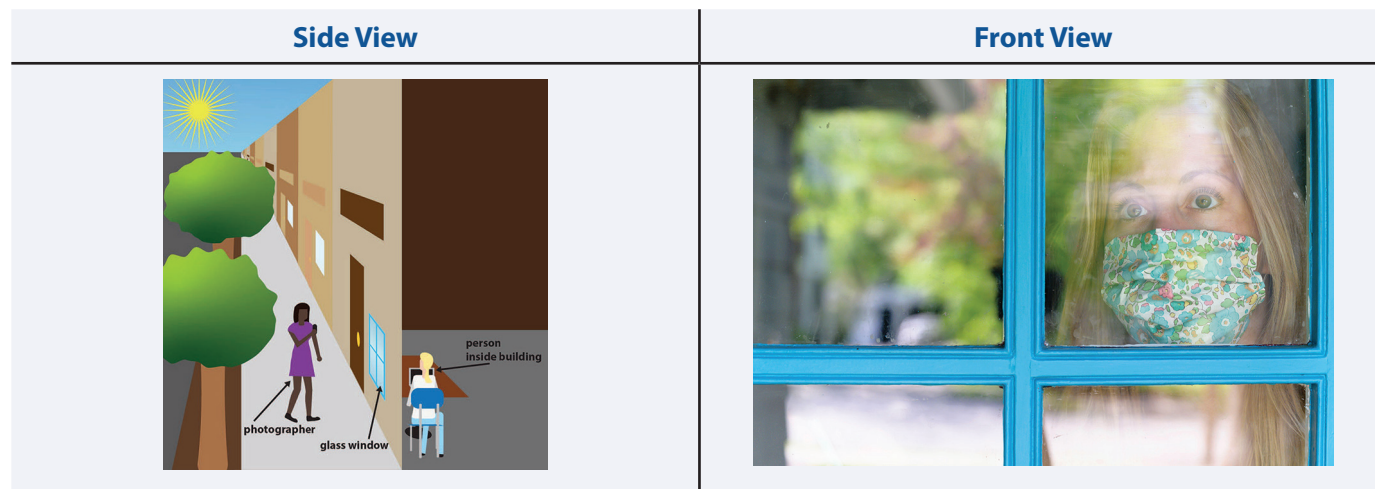 Side View
Front View
person
inside building
photographer
glass window